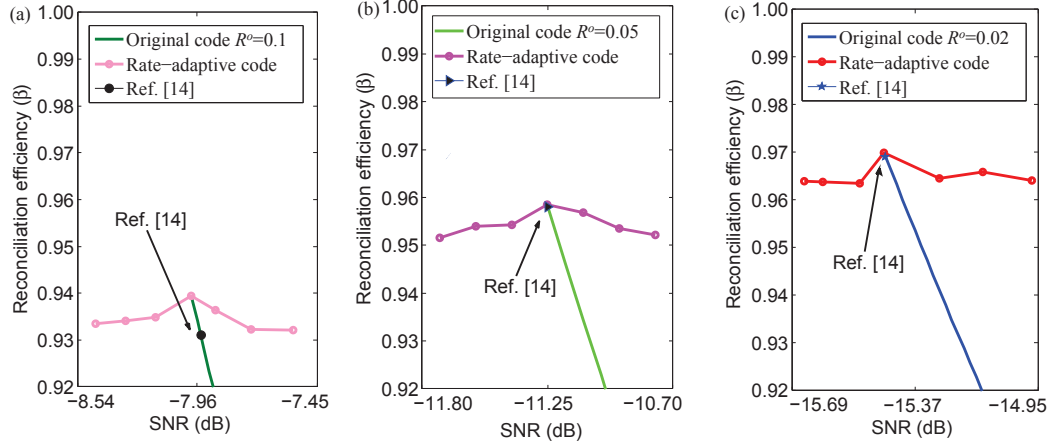 (a)
1.00
0.99
0.98
0.97
0.96
0.95
0.94
0.93
0.92
Reconciliation efficiency (β)
Original code Rᵒ=0.1
Rate−adaptive code
Ref. [14]
Ref. [14]
−8.54
−7.96
−7.45
SNR (dB)
(b)
1.00
0.99
0.98
0.97
0.96
0.95
0.94
0.93
0.92
Reconciliation efficiency (β)
Original code Rᵒ=0.05
Rate−adaptive code
Ref. [14]
Ref. [14]
−11.80
−11.25
−10.70
SNR (dB)
(c)
1.00
0.99
0.98
0.97
0.96
0.95
0.94
0.93
0.92
Reconciliation efficiency (β)
Original code Rᵒ=0.02
Rate−adaptive code
Ref. [14]
Ref. [14]
−15.69
−15.37
−14.95
SNR (dB)